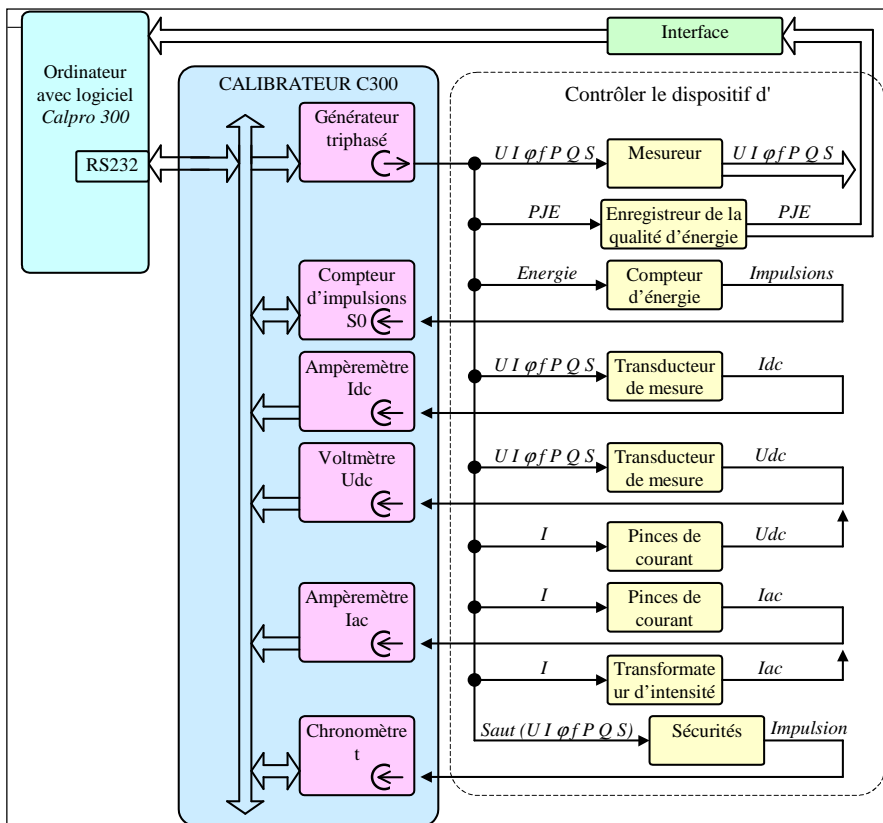 Interface
Ordinateur
avec logiciel
Calpro 300
RS232
CALIBRATEUR C300
Générateur
triphasé
Compteur
d'impulsions
S0
Ampèremètre
Idc
Voltmètre
Udc
Ampèremètre
Iac
Chronomètre
t
Contrôler le dispositif d'
U I φ f P Q S
Mesureur
U I φ f P Q S
PJE
Enregistreur de la
qualité d’énergie
PJE
Energie
Compteur
d’énergie
Impulsions
U I φ f P Q S
Transducteur
de mesure
Idc
U I φ f P Q S
Transducteur
de mesure
Udc
I
Pinces de
courant
Udc
I
Pinces de
courant
Iac
I
Transformate
ur d’intensité
Iac
Saut (U I φ f P Q S)
Sécurités
Impulsion